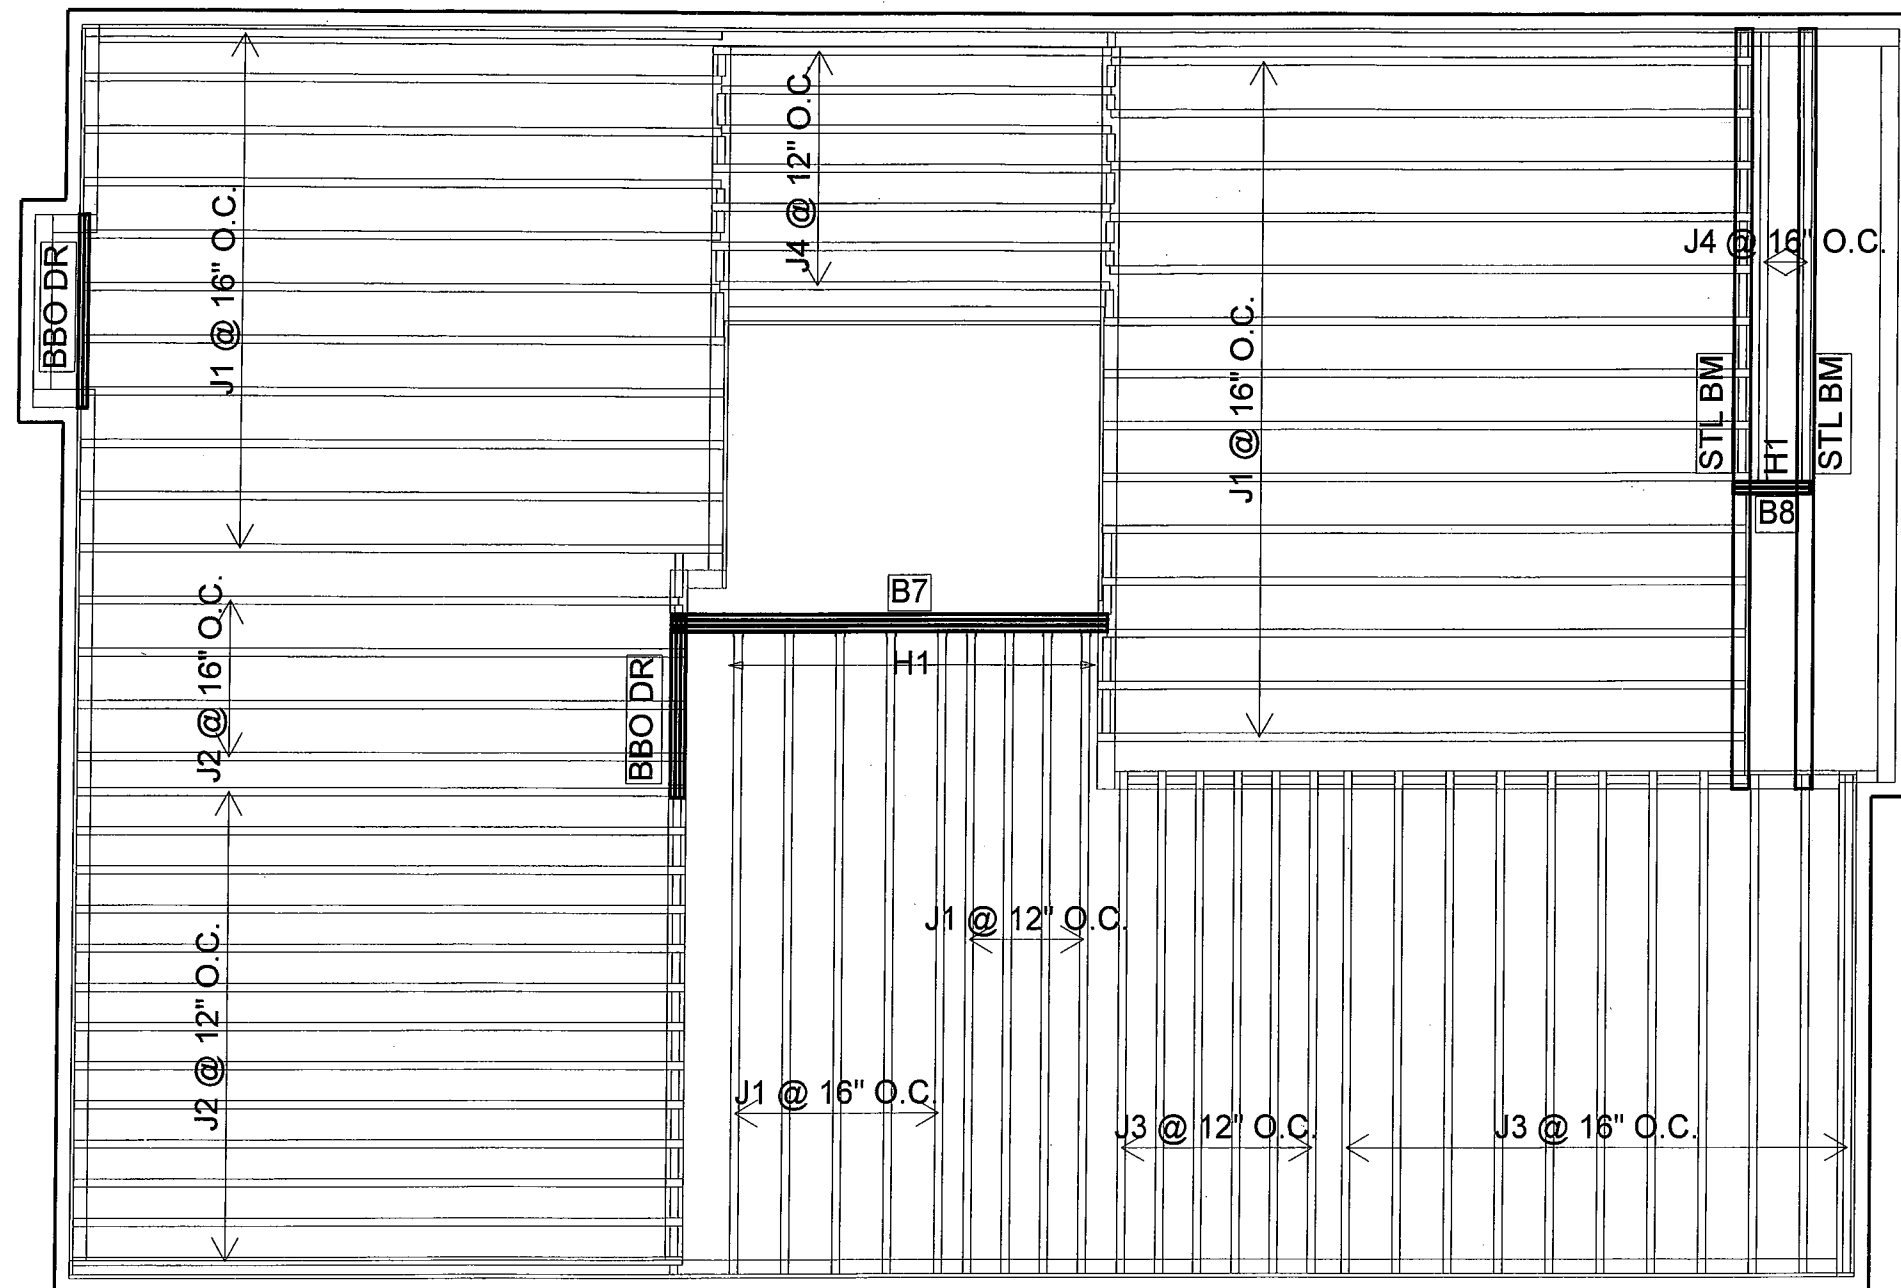 J1 @ 16" O.C.
J4 @ 12" O.C.
J1 @ 16" O.C.
J4 @ 16" O.C.
BBO DR
STL BM
H1
STL BM
B8
B7
H1
J2 @ 16" O.C.
BBO DR
J2 @ 12" O.C.
J1 @ 12" O.C.
J1 @ 16" O.C.
J3 @ 12" O.C.
J3 @ 16" O.C.